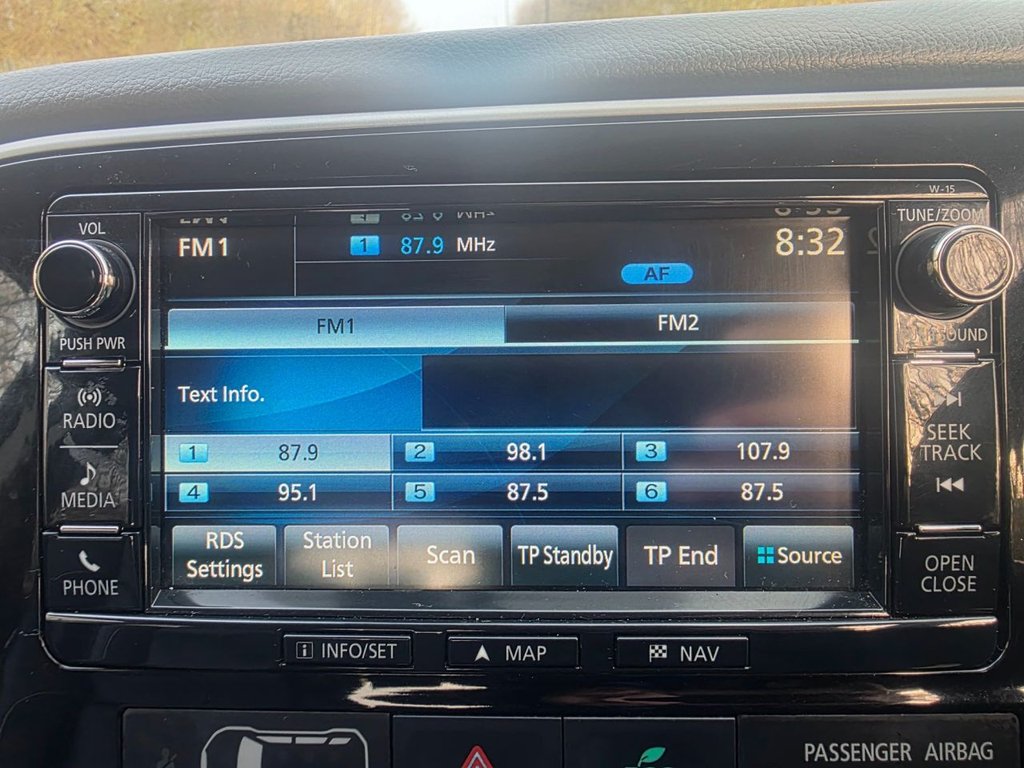 W-15
VOL
TUNE/ZOOM
FM1
1 87.9 MHz
8:32
AF
PUSH PWR
SOUND
FM1 FM2
RADIO
Text Info.
SEEK
TRACK
1 87.9 2 98.1 3 107.9
4 95.1 5 87.5 6 87.5
MEDIA
RDS
Settings
Station
List
Scan
TP Standby
TP End
Source
PHONE
OPEN
CLOSE
i INFO/SET
MAP
NAV
PASSENGER AIRBAG